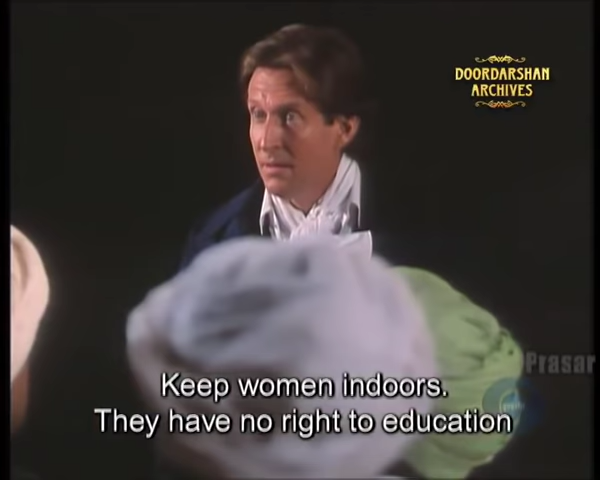 DOORDARSHAN
ARCHIVES
Prasar
Keep women indoors.
They have no right to education